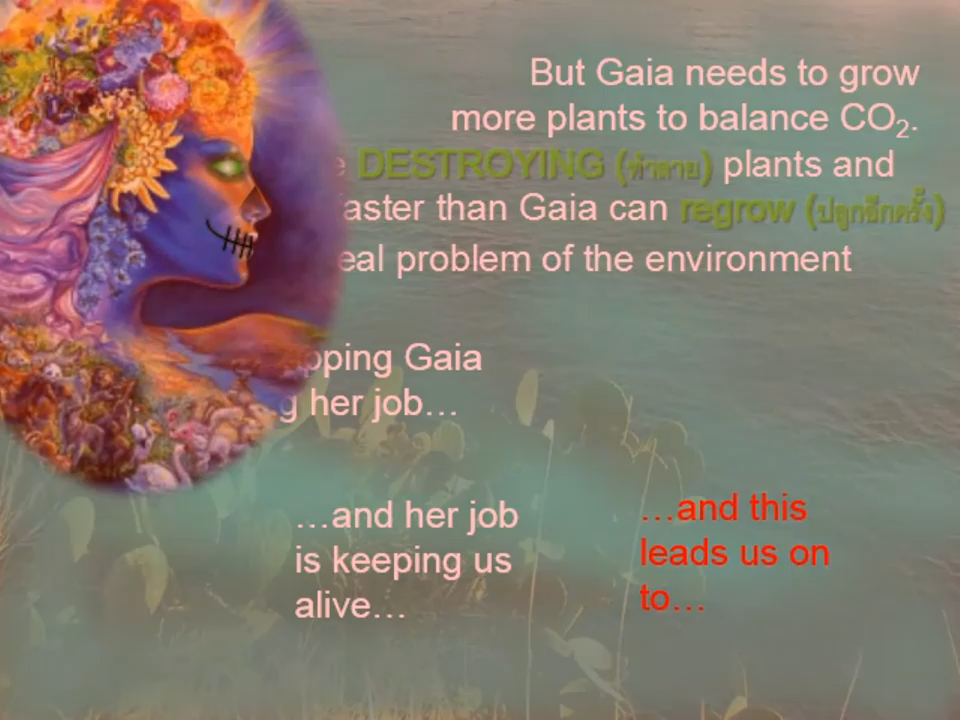 But Gaia needs to grow
more plants to balance CO₂.
DESTROYING (ทำลาย) plants and
aster than Gaia can regrow (ปลูกอีกครั้ง)
eal problem of the environment
pping Gaia
g her job…
…and her job
is keeping us
alive…
…and this
leads us on
to…